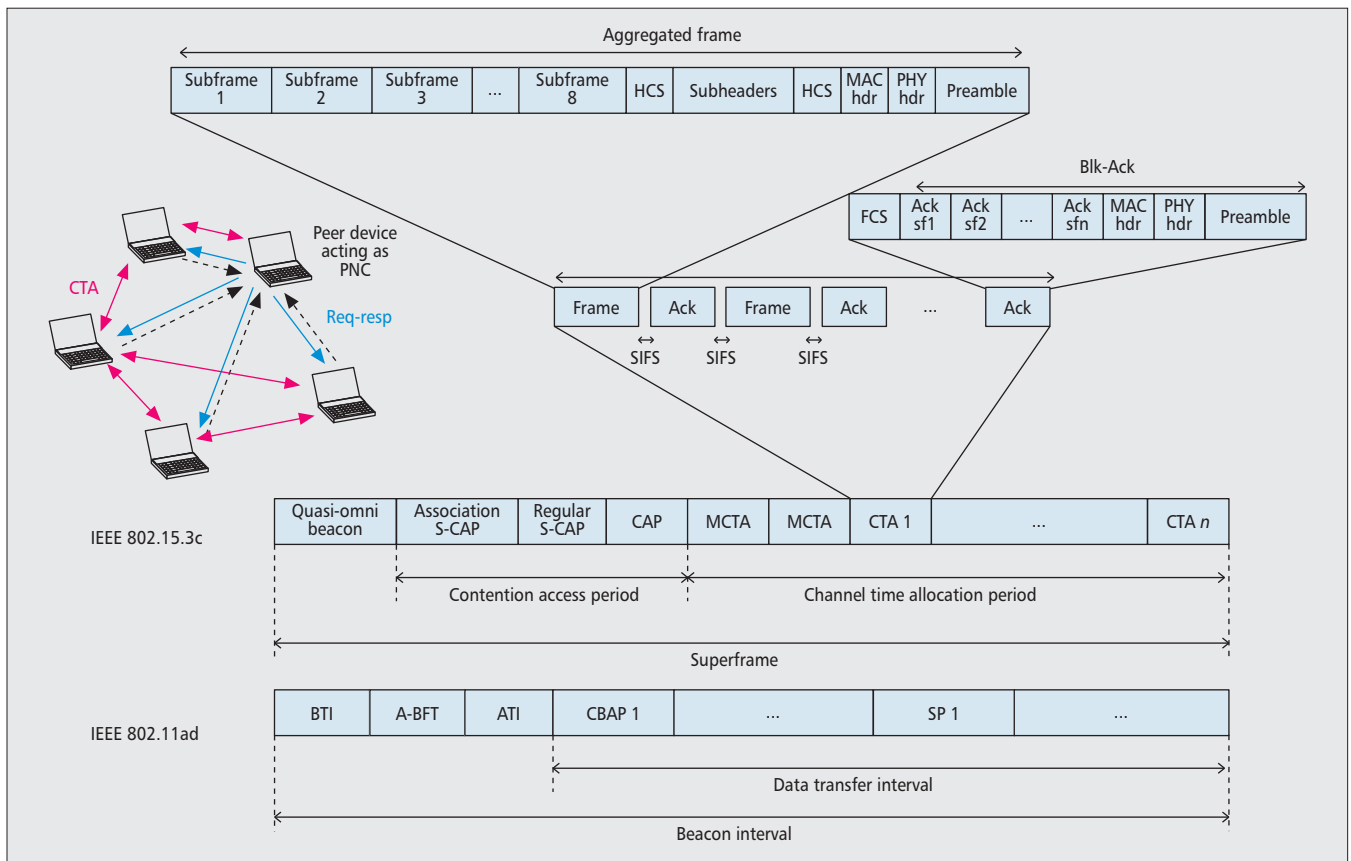 Aggregated frame
Subframe 1
Subframe 2
Subframe 3
...
Subframe 8
HCS
Subheaders
HCS
MAC hdr
PHY hdr
Preamble
Blk-Ack
FCS
Ack sf1
Ack sf2
...
Ack sfn
MAC hdr
PHY hdr
Preamble
Peer device
acting as
PNC
CTA
Req-resp
Frame
Ack
Frame
Ack
...
Ack
SIFS
SIFS
SIFS
IEEE 802.15.3c
Quasi-omni beacon
Association S-CAP
Regular S-CAP
CAP
MCTA
MCTA
CTA 1
...
CTA n
Contention access period
Channel time allocation period
Superframe
IEEE 802.11ad
BTI
A-BFT
ATI
CBAP 1
...
SP 1
...
Data transfer interval
Beacon interval